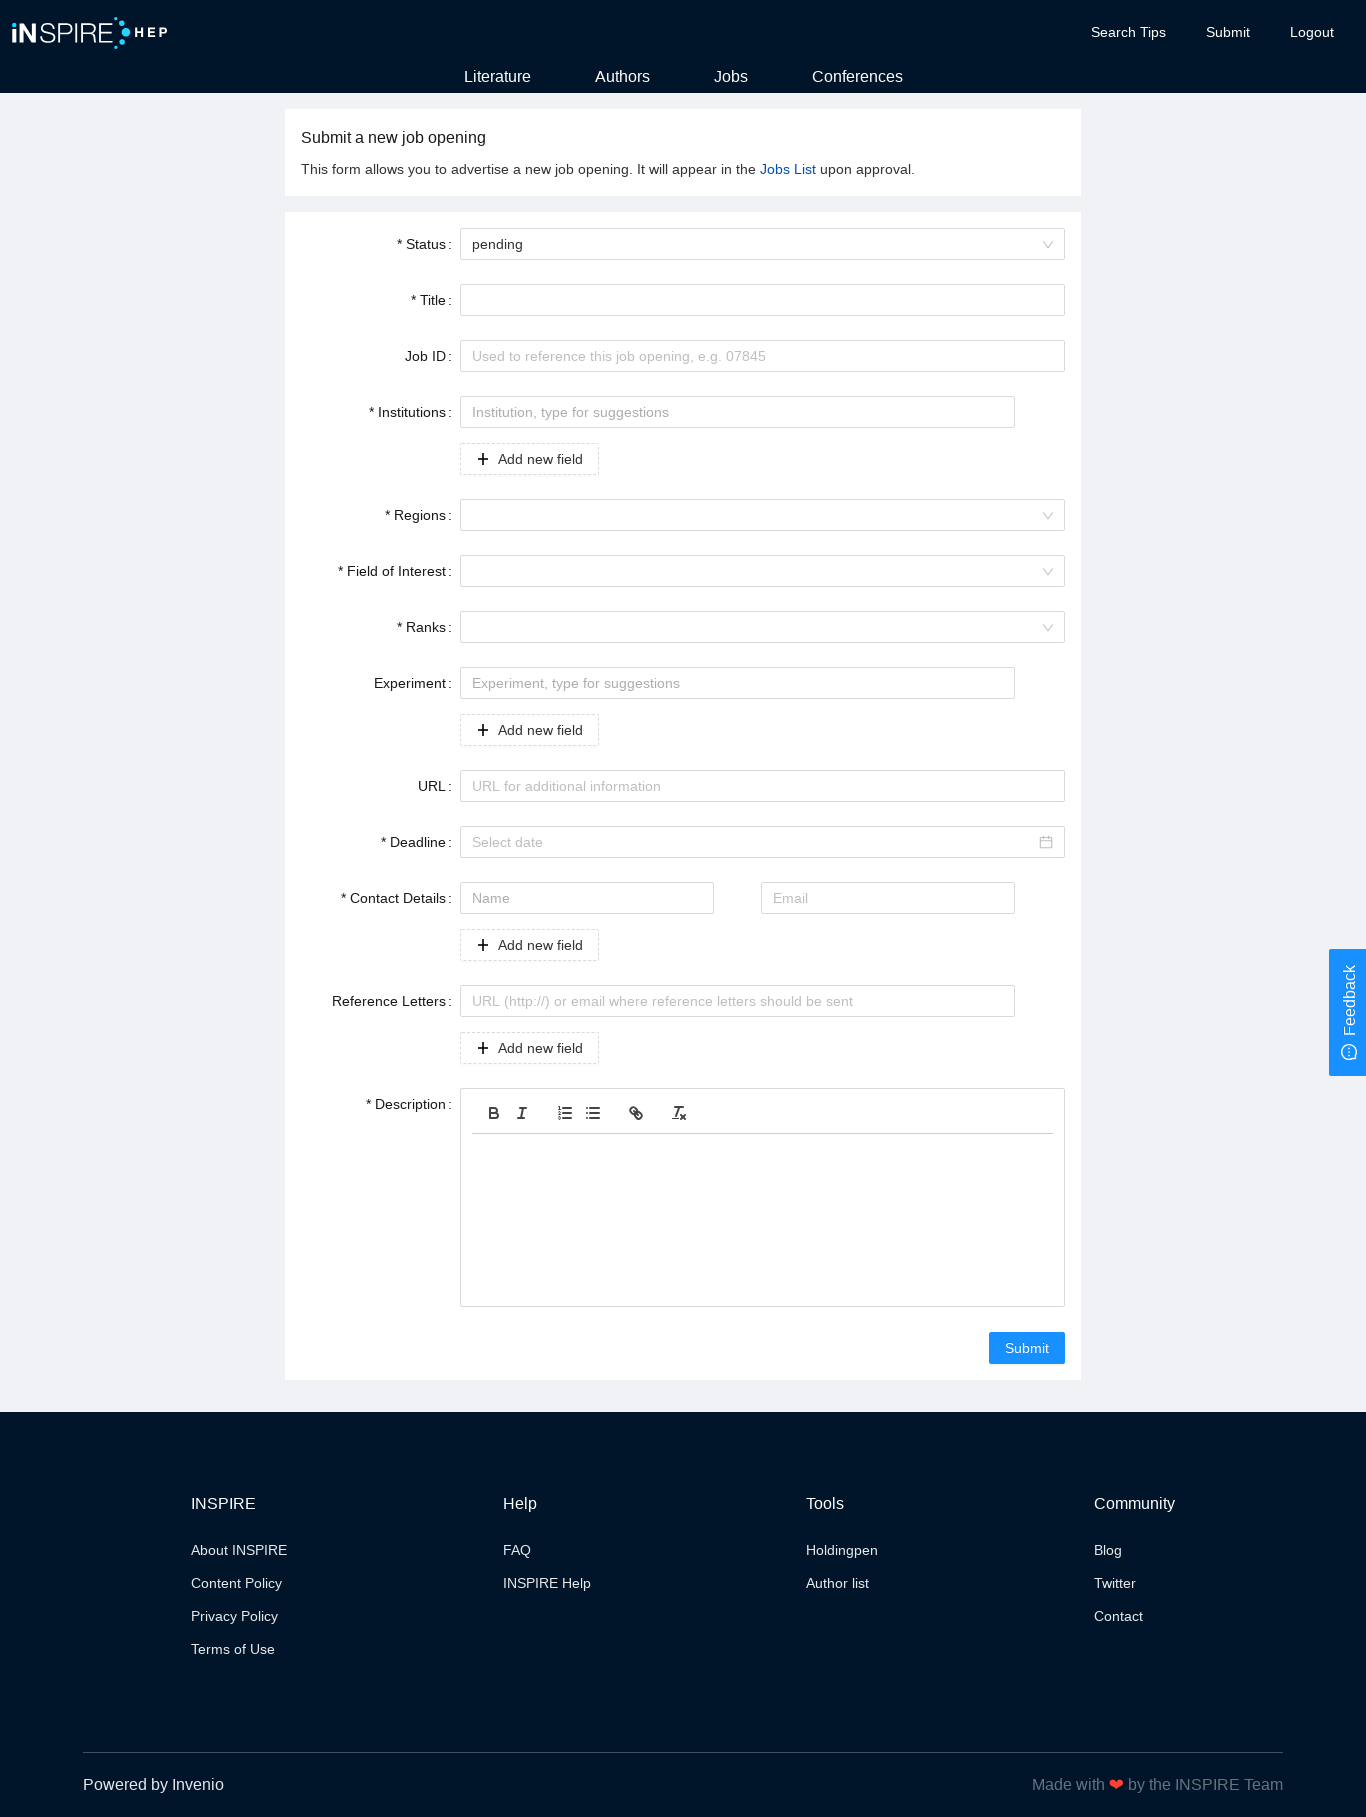 iNSPIRE HEP
Search Tips Submit Logout
Literature Authors Jobs Conferences
Submit a new job opening
This form allows you to advertise a new job opening. It will appear in the Jobs List upon approval.
* Status: pending
* Title:
Job ID: Used to reference this job opening, e.g. 07845
* Institutions: Institution, type for suggestions
Add new field
* Regions:
* Field of Interest:
* Ranks:
Experiment: Experiment, type for suggestions
Add new field
URL: URL for additional information
* Deadline: Select date
* Contact Details: Name Email
Add new field
Feedback
Reference Letters: URL (http://) or email where reference letters should be sent
Add new field
* Description:
Submit
INSPIRE Help Tools Community
About INSPIRE FAQ Holdingpen Blog
Content Policy INSPIRE Help Author list Twitter
Privacy Policy Contact
Terms of Use
Powered by Invenio Made with ❤ by the INSPIRE Team